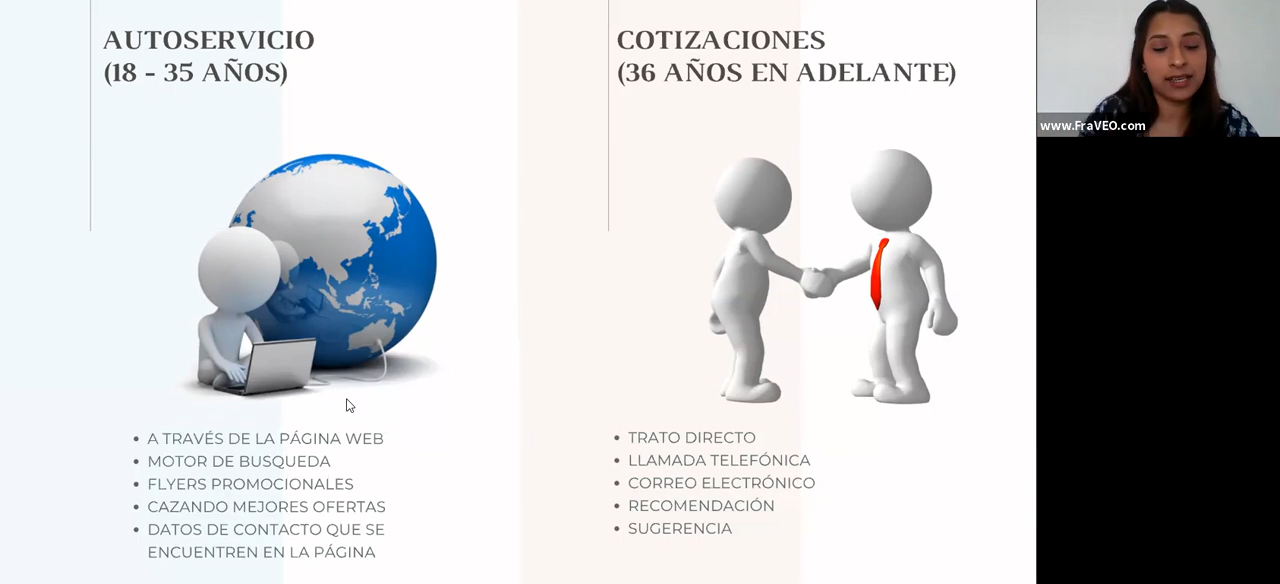 AUTOSERVICIO
(18 - 35 AÑOS)
A TRAVÉS DE LA PÁGINA WEB
MOTOR DE BUSQUEDA
FLYERS PROMOCIONALES
CAZANDO MEJORES OFERTAS
DATOS DE CONTACTO QUE SE
ENCUENTREN EN LA PÁGINA
COTIZACIONES
(36 AÑOS EN ADELANTE)
TRATO DIRECTO
LLAMADA TELEFÓNICA
CORREO ELECTRÓNICO
RECOMENDACIÓN
SUGERENCIA
www.FraVEO.com